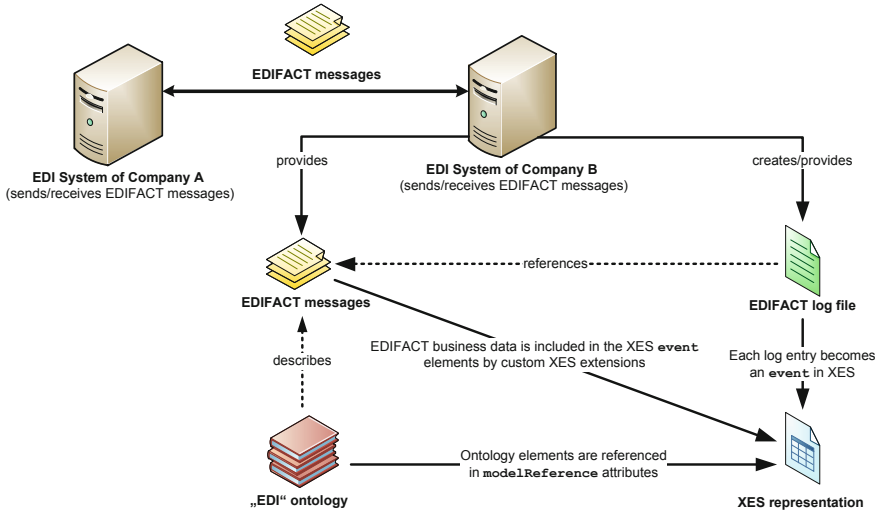 EDIFACT messages
EDI System of Company A
(sends/receives EDIFACT messages)
EDI System of Company B
(sends/receives EDIFACT messages)
provides
creates/provides
references
EDIFACT messages
EDIFACT log file
EDIFACT business data is included in the XES event
elements by custom XES extensions
Each log entry becomes
an event in XES
describes
Ontology elements are referenced
in modelReference attributes
„EDI“ ontology
XES representation